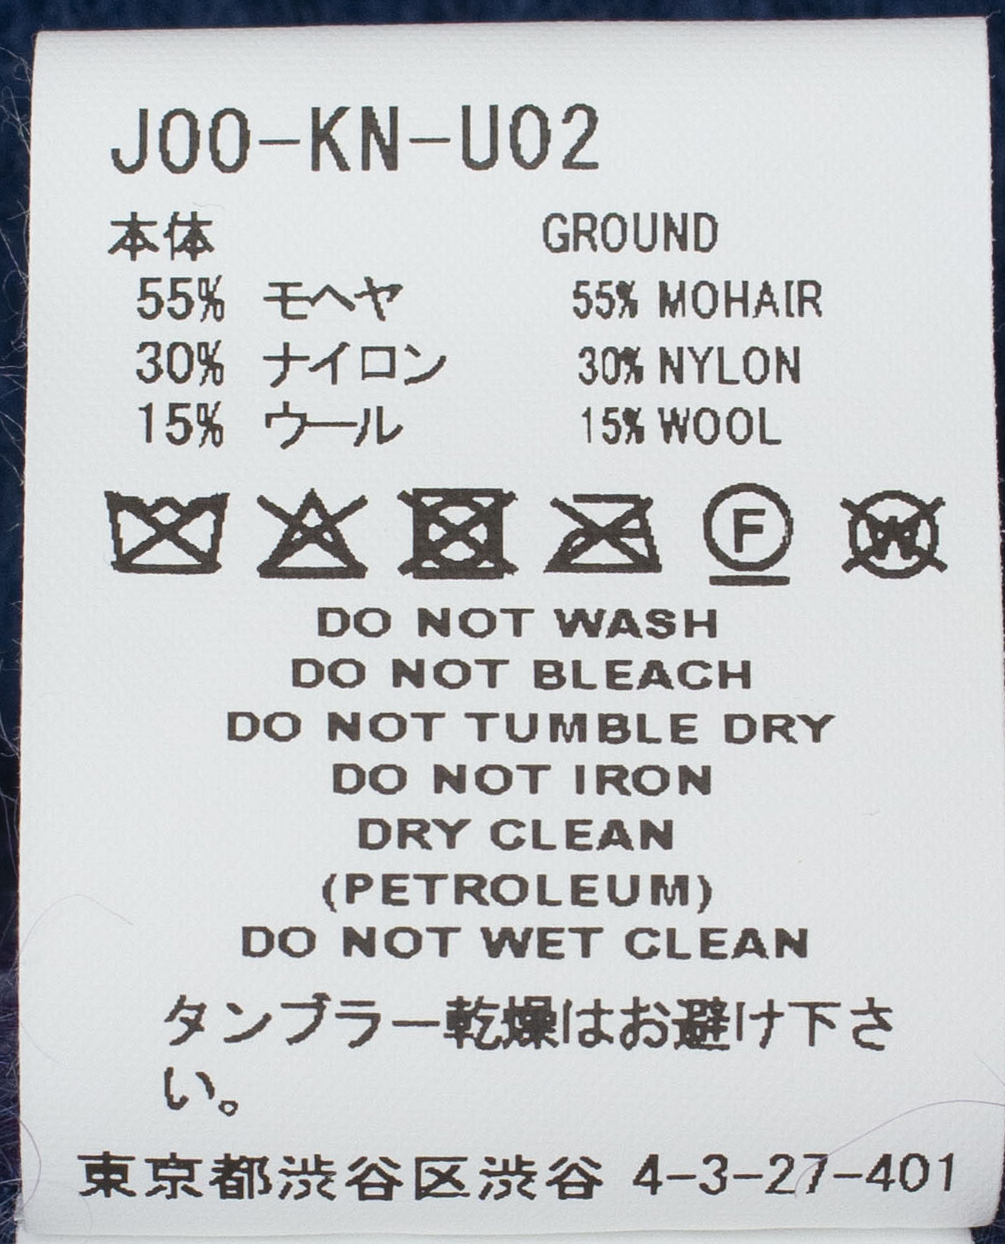 J00-KN-U02
本体 GROUND
55% モヘヤ 55% MOHAIR
30% ナイロン 30% NYLON
15% ウール 15% WOOL
F W
DO NOT WASH
DO NOT BLEACH
DO NOT TUMBLE DRY
DO NOT IRON
DRY CLEAN
(PETROLEUM)
DO NOT WET CLEAN
タンブラー乾燥はお避け下さ
い。
東京都渋谷区渋谷 4-3-27-401